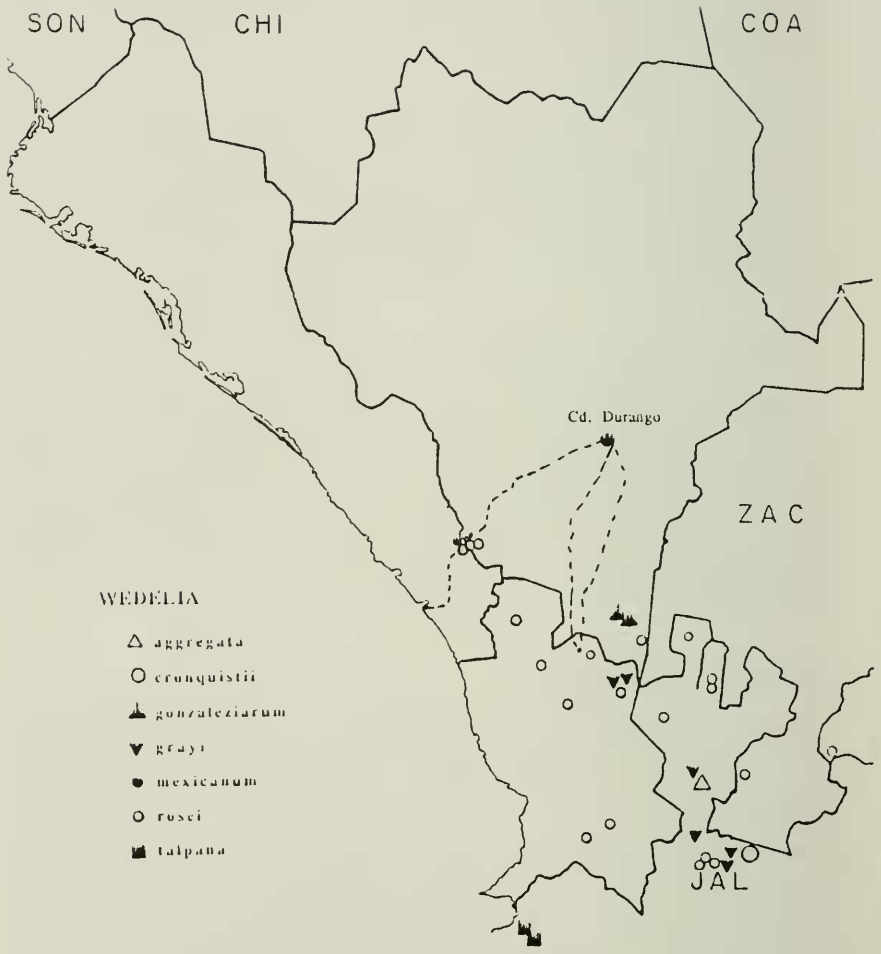 SON CHI COA
Cd. Durango
ZAC
WEDELIA
aggregata
cronquistii
gonzaleziarum
grayi
mexicanum
rosei
talpana
JAL